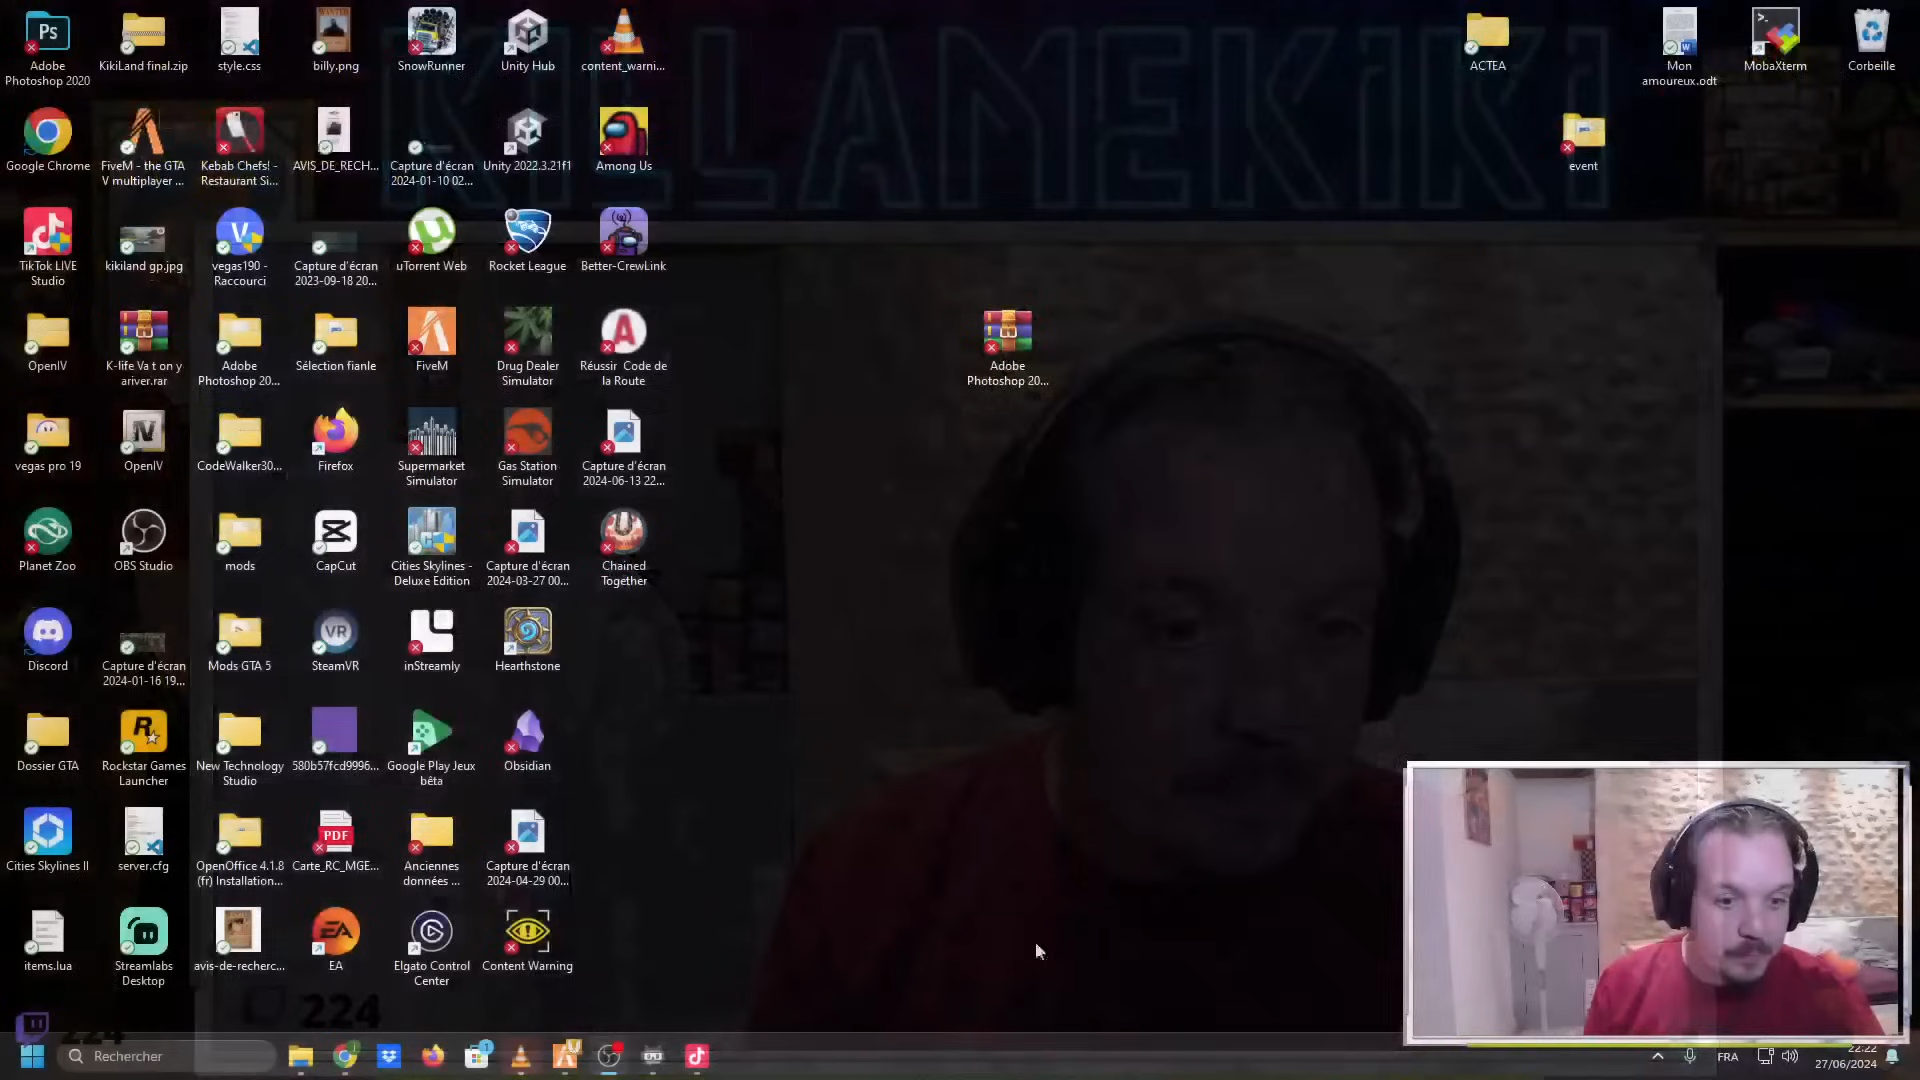 KILLAMEKIKI
Adobe
Photoshop 2020
KikiLand final.zip
style.css
billy.png
SnowRunner
Unity Hub
content_warni...
ACTEA
Mon
amoureux.odt
MobaXterm
Corbeille
Google Chrome
FiveM - the GTA
V multiplayer ...
Kebab Chefs! -
Restaurant Si...
AVIS_DE_RECH...
Capture d'écran
2024-01-10 02...
Unity 2022.3.21f1
Among Us
event
TikTok LIVE
Studio
kikiland gp.jpg
vegas190 -
Raccourci
Capture d'écran
2023-09-18 20...
uTorrent Web
Rocket League
Better-CrewLink
OpenIV
K-life Va t on y
ariver.rar
Adobe
Photoshop 20...
Sélection fianle
FiveM
Drug Dealer
Simulator
Réussir Code de
la Route
Adobe
Photoshop 20...
vegas pro 19
OpenIV
CodeWalker30...
Firefox
Supermarket
Simulator
Gas Station
Simulator
Capture d'écran
2024-06-13 22...
Planet Zoo
OBS Studio
mods
CapCut
Cities Skylines -
Deluxe Edition
Capture d'écran
2024-03-27 00...
Chained
Together
Discord
Capture d'écran
2024-01-16 19...
Mods GTA 5
VR
SteamVR
inStreamly
Hearthstone
Dossier GTA
Rockstar Games
Launcher
New Technology
Studio
580b57fcd9996...
Google Play Jeux
bêta
Obsidian
Cities Skylines II
server.cfg
OpenOffice 4.1.8
(fr) Installation...
PDF
Carte_RC_MGE...
Anciennes
données ...
Capture d'écran
2024-04-29 00...
items.lua
Streamlabs
Desktop
avis-de-recherc...
EA
EA
Elgato Control
Center
Content Warning
224
224
Rechercher
FRA
22:22
27/06/2024